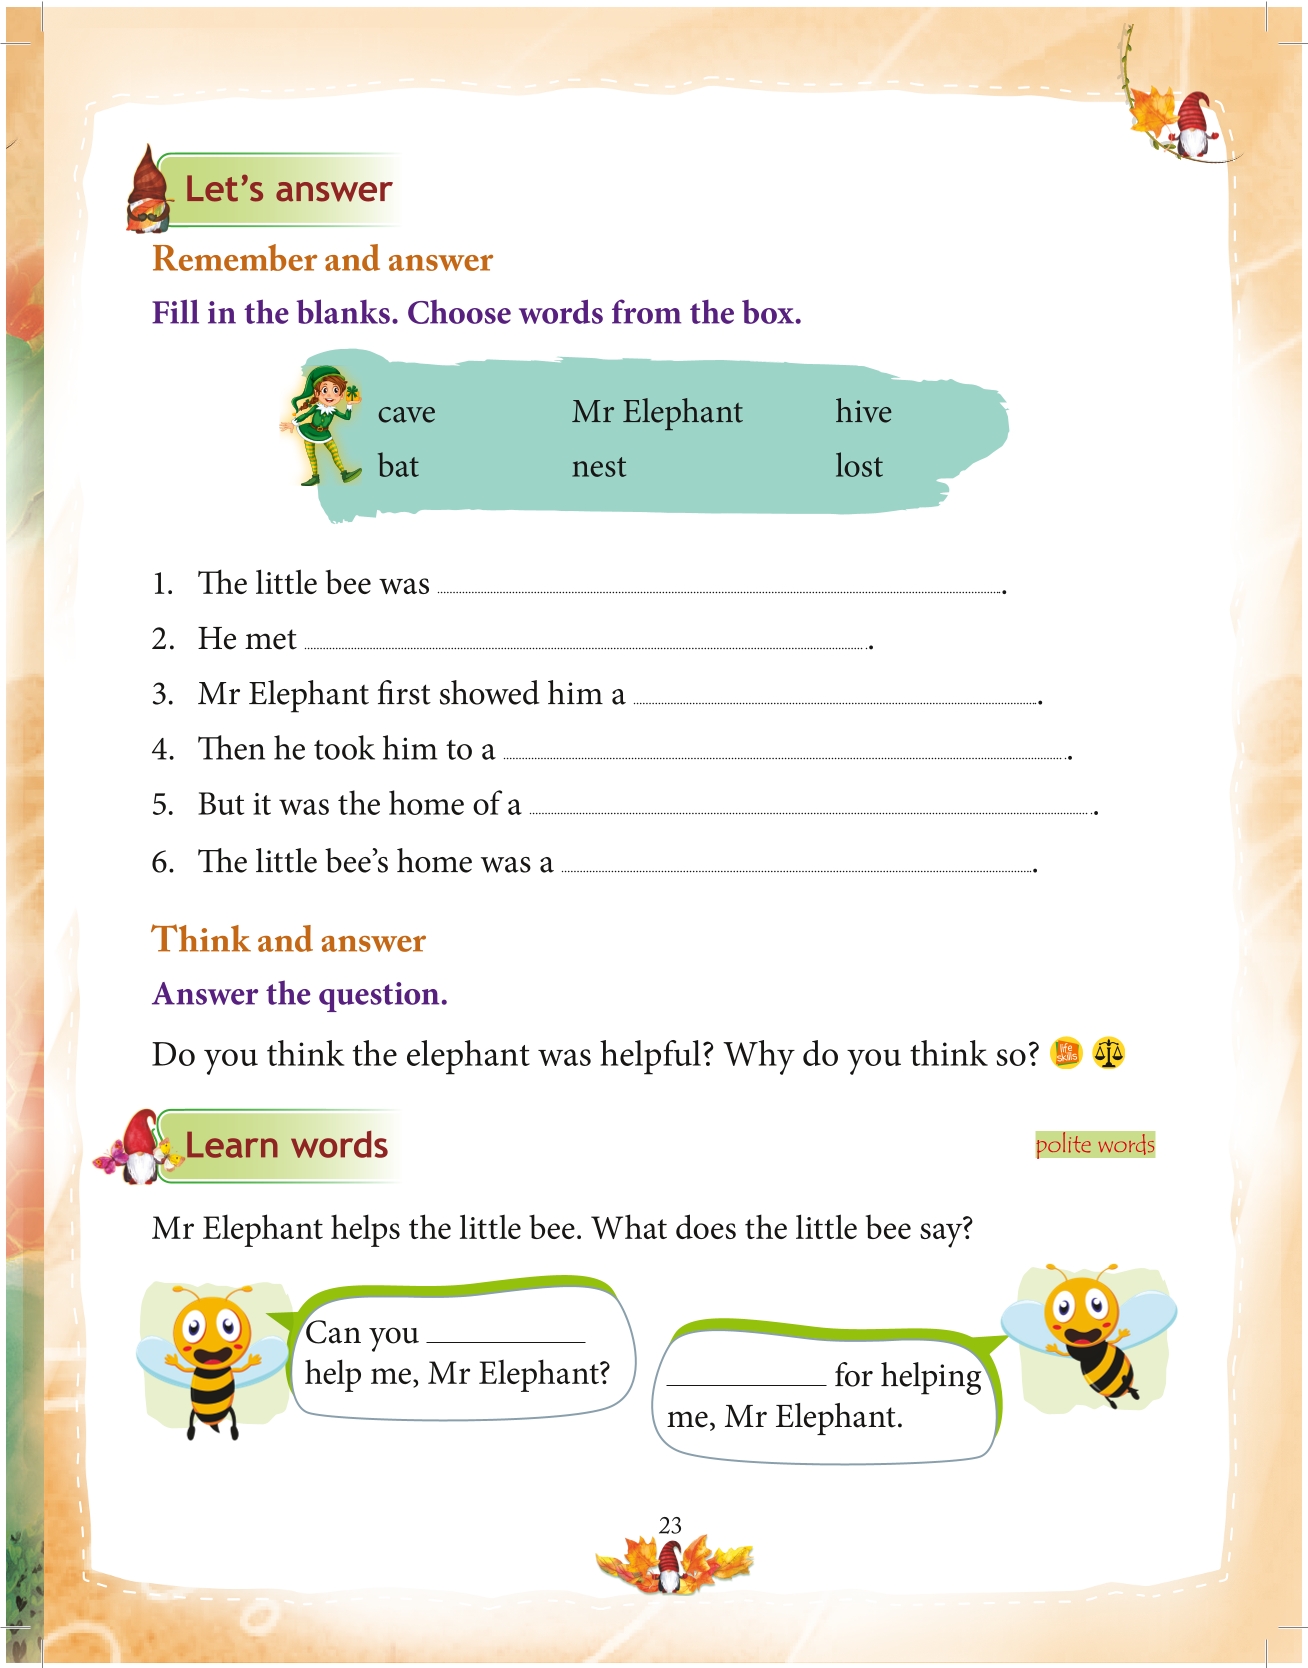 Let's answer
Remember and answer
Fill in the blanks. Choose words from the box.
cave Mr Elephant hive
bat nest lost
1. The little bee was .
2. He met .
3. Mr Elephant first showed him a .
4. Then he took him to a .
5. But it was the home of a .
6. The little bee's home was a .
Think and answer
Answer the question.
Do you think the elephant was helpful? Why do you think so? life skills
Learn words
polite words
Mr Elephant helps the little bee. What does the little bee say?
Can you ___________
help me, Mr Elephant?
___________ for helping
me, Mr Elephant.
23